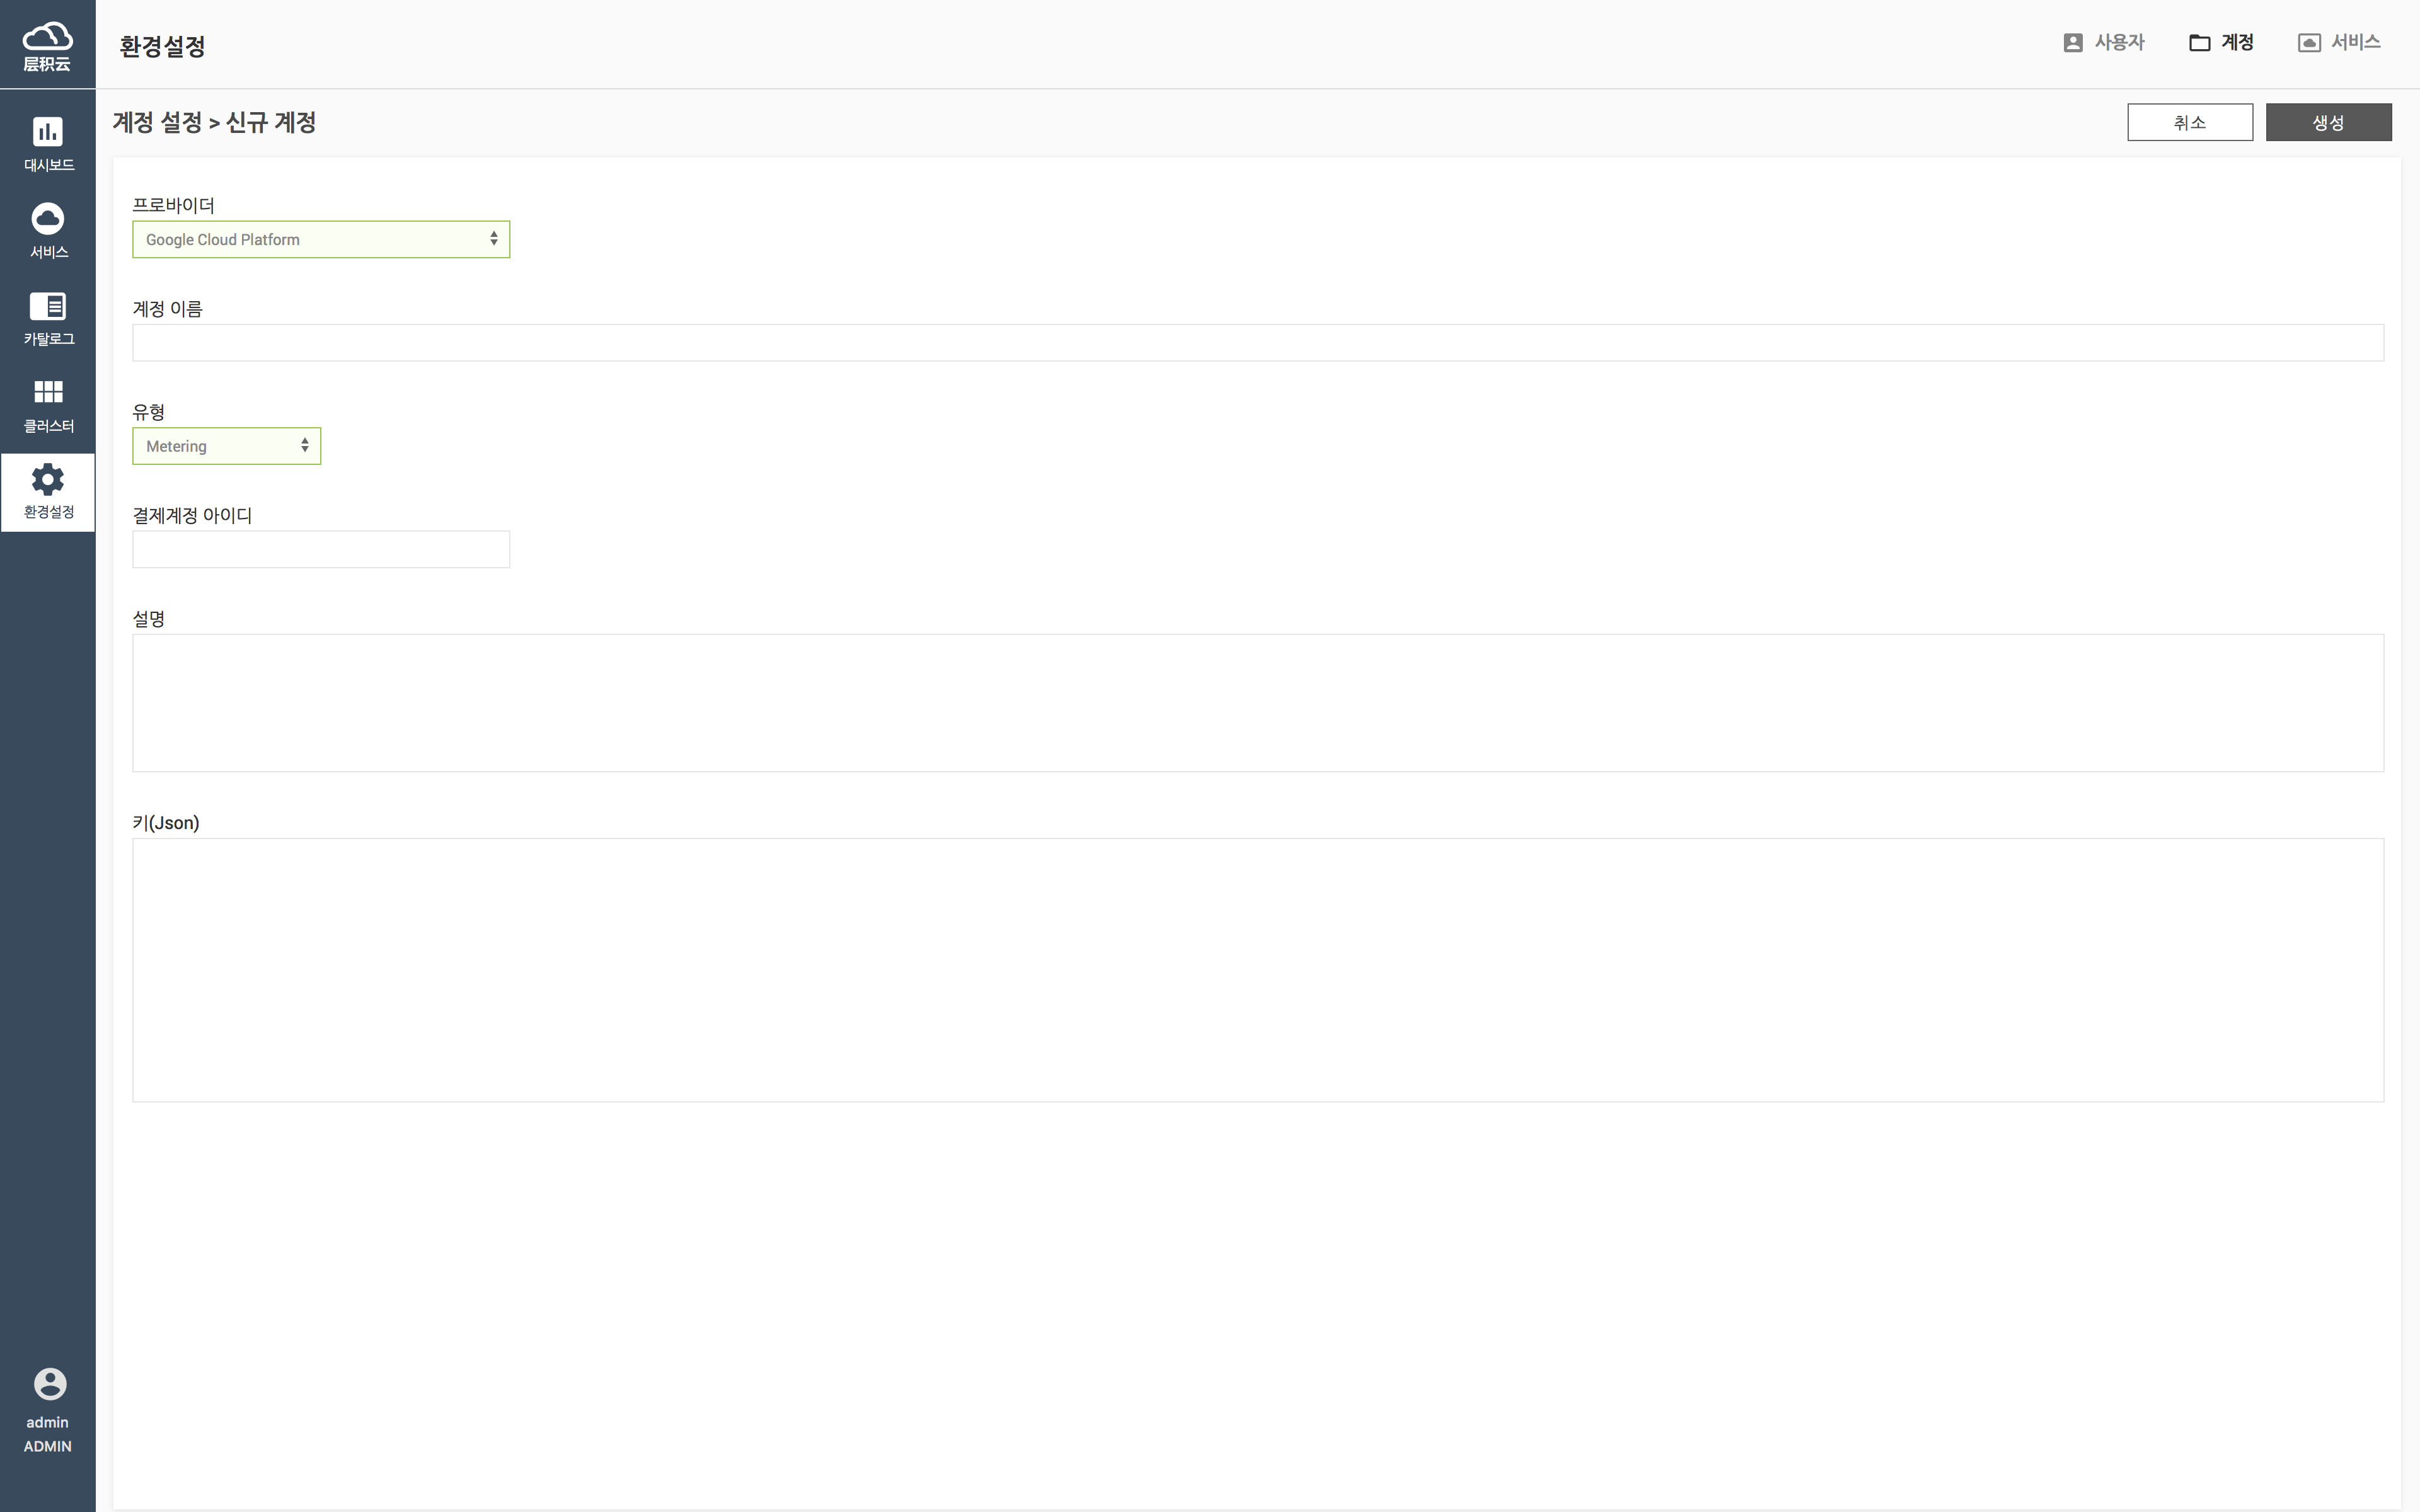 层积云
환경설정
사용자
계정
서비스
대시보드
서비스
카탈로그
클러스터
환경설정
admin
ADMIN
계정 설정 > 신규 계정
취소
생성
프로바이더
Google Cloud Platform
계정 이름
유형
Metering
결제계정 아이디
설명
키(Json)